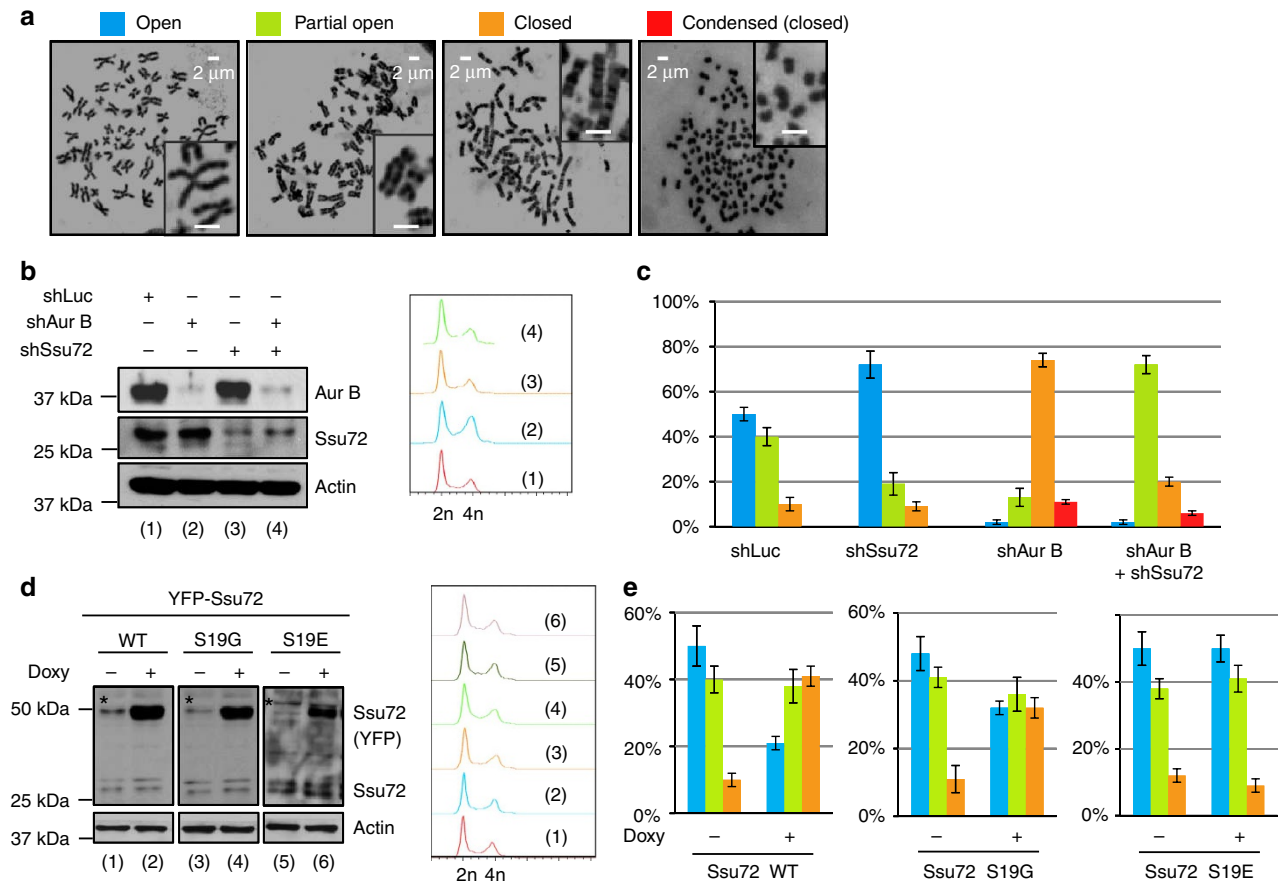 a
Open
Partial open
Closed
Condensed (closed)
2 μm
2 μm
2 μm
2 μm
b
shLuc + – – –
shAur B – + – +
shSsu72 – – + +
37 kDa
Aur B
25 kDa
Ssu72
37 kDa
Actin
(1) (2) (3) (4)
(4)
(3)
(2)
(1)
2n 4n
c
100%
80%
60%
40%
20%
0%
shLuc
shSsu72
shAur B
shAur B
+ shSsu72
d
YFP-Ssu72
WT S19G S19E
Doxy – + – + – +
* * *
50 kDa
Ssu72
(YFP)
25 kDa
Ssu72
37 kDa
Actin
(1) (2) (3) (4) (5) (6)
(6)
(5)
(4)
(3)
(2)
(1)
2n 4n
e
60%
40%
20%
0%
Doxy – +
Ssu72 WT
60%
40%
20%
0%
– +
Ssu72 S19G
60%
40%
20%
0%
– +
Ssu72 S19E